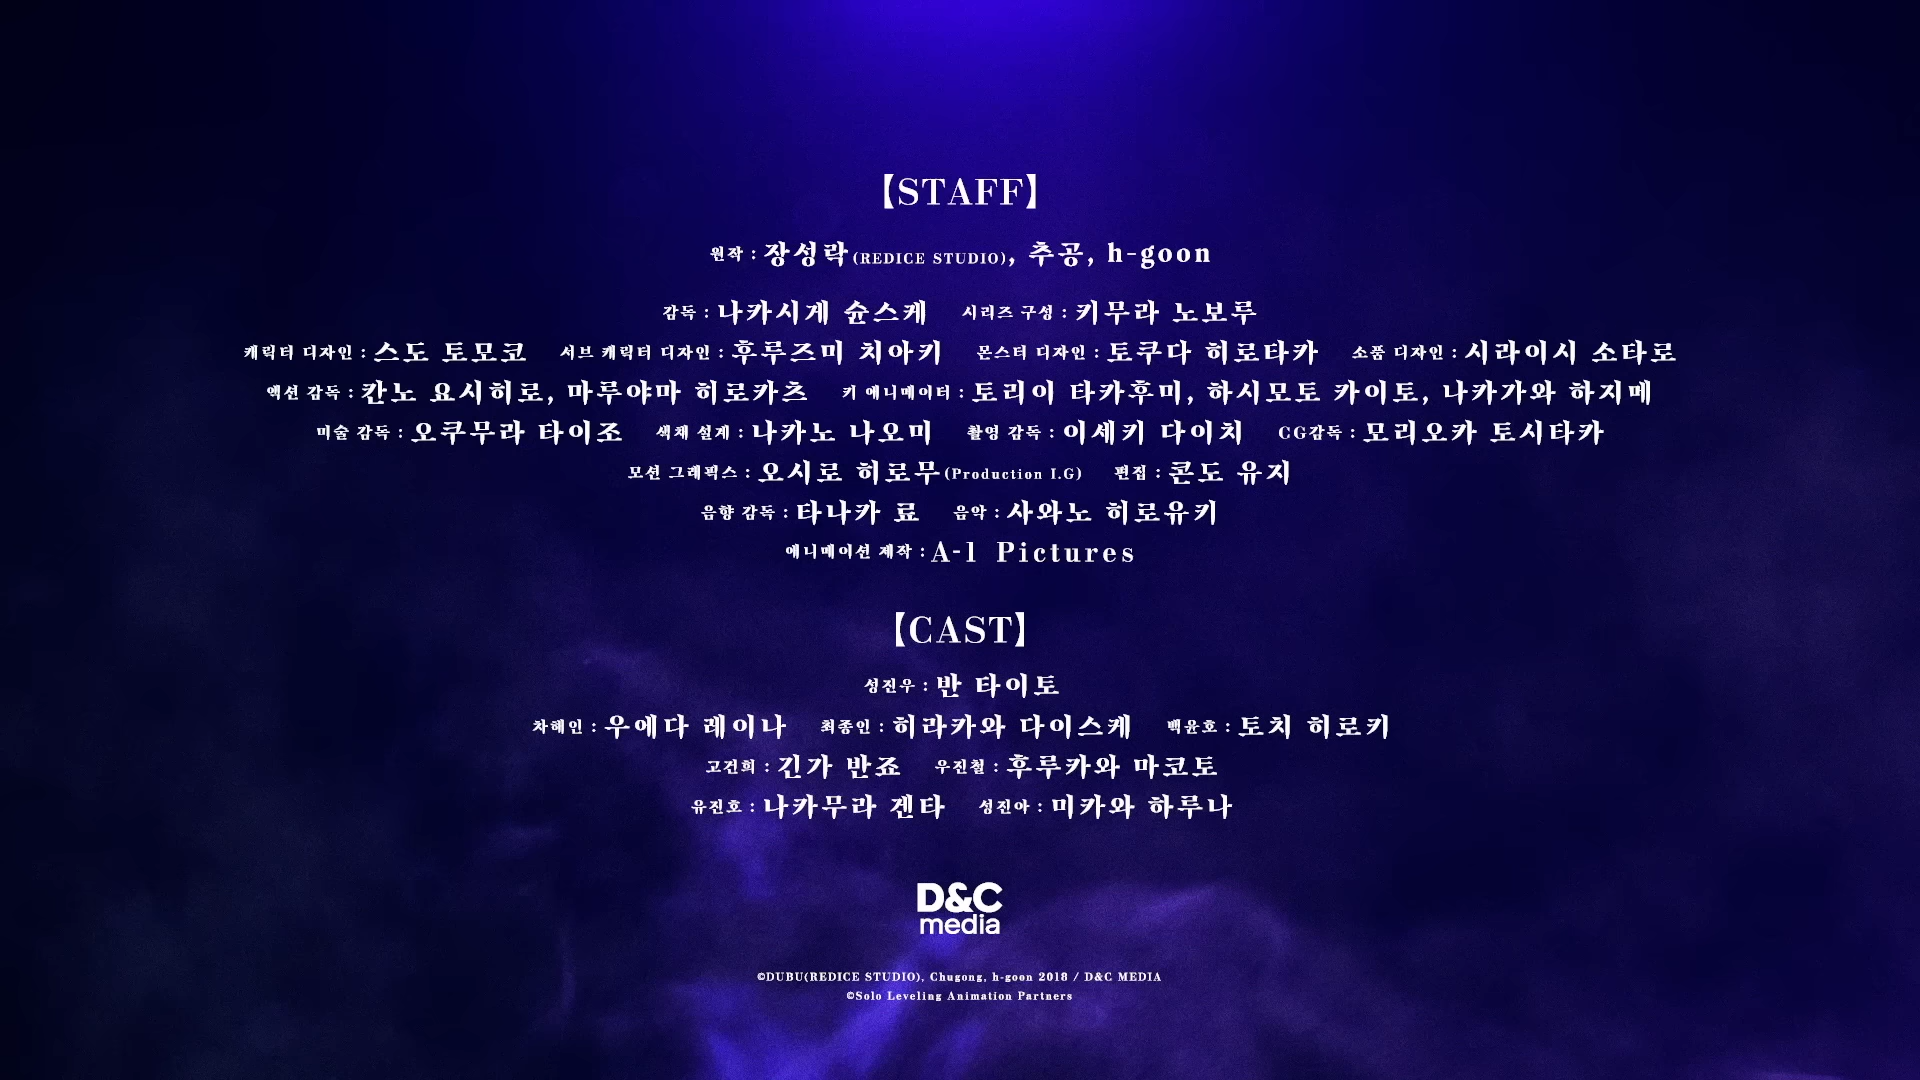 【STAFF】
원작 : 장성락(REDICE STUDIO), 추공, h-goon
감독 : 나카시게 슌스케 시리즈 구성 : 키무라 노보루
캐릭터 디자인 : 스도 토모코 서브 캐릭터 디자인 : 후루즈미 치아키 몬스터 디자인 : 토쿠다 히로타카 소품 디자인 : 시라이시 소타로
액션 감독 : 칸노 요시히로, 마루야마 히로카츠 키 애니메이터 : 토리이 타카후미, 하시모토 카이토, 나카가와 하지메
미술 감독 : 오쿠무라 타이조 색채 설계 : 나카노 나오미 촬영 감독 : 이세키 다이치 CG감독 : 모리오카 토시타카
모션 그래픽스 : 오시로 히로무(Production I.G) 편집 : 콘도 유지
음향 감독 : 타나카 료 음악 : 사와노 히로유키
애니메이션 제작 : A-1 Pictures
【CAST】
성진우 : 반 타이토
차해인 : 우에다 레이나 최종인 : 히라카와 다이스케 백윤호 : 토치 히로키
고건희 : 긴가 반죠 우진철 : 후루카와 마코토
유진호 : 나카무라 겐타 성진아 : 미카와 하루나
D&C
media
©DUBU(REDICE STUDIO), Chugong, h-goon 2018 / D&C MEDIA
©Solo Leveling Animation Partners